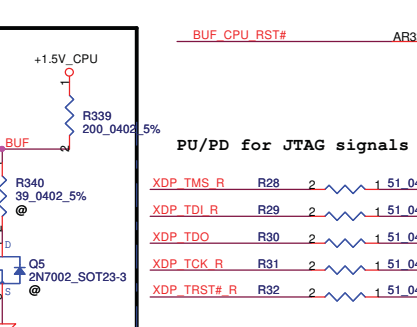 BUF_CPU_RST# AR3
+1.5V_CPU
1
R339
200_0402_5%
2
BUF
PU/PD for JTAG signals
R340
39_0402_5%
@
XDP_TMS_R R28 2 1 51_04
XDP_TDI_R R29 2 1 51_04
XDP_TDO R30 2 1 51_04
XDP_TCK_R R31 2 1 51_04
XDP_TRST#_R R32 2 1 51_04
D
Q5
2N7002_SOT23-3
@
S